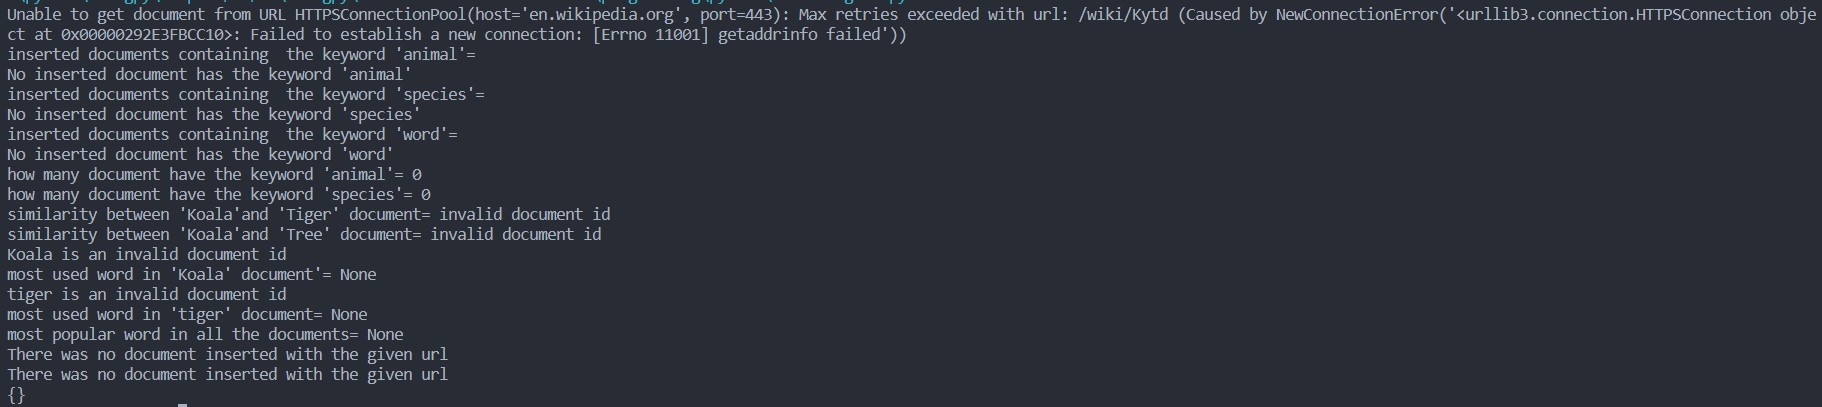 Unable to get document from URL HTTPSConnectionPool(host='en.wikipedia.org', port=443): Max retries exceeded with url: /wiki/Kytd (Caused by NewConnectionError('<urllib3.connection.HTTPSConnection obje
ct at 0x00000292E3FBCC10>: Failed to establish a new connection: [Errno 11001] getaddrinfo failed'))
inserted documents containing  the keyword 'animal'=
No inserted document has the keyword 'animal'
inserted documents containing  the keyword 'species'=
No inserted document has the keyword 'species'
inserted documents containing  the keyword 'word'=
No inserted document has the keyword 'word'
how many document have the keyword 'animal'= 0
how many document have the keyword 'species'= 0
similarity between 'Koala'and 'Tiger' document= invalid document id
similarity between 'Koala'and 'Tree' document= invalid document id
Koala is an invalid document id
most used word in 'Koala' document'= None
tiger is an invalid document id
most used word in 'tiger' document= None
most popular word in all the documents= None
There was no document inserted with the given url
There was no document inserted with the given url
{}